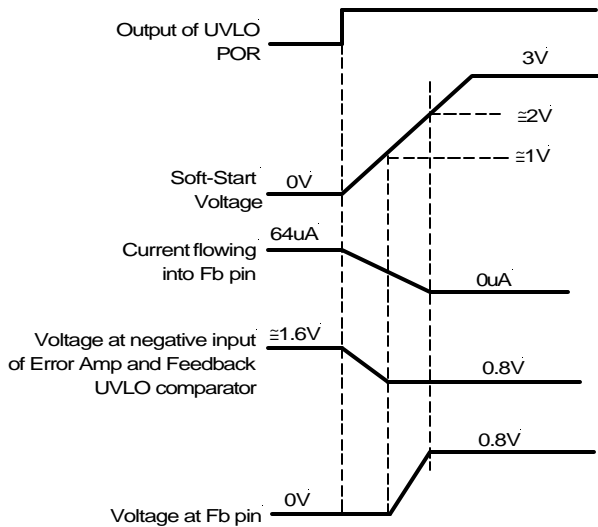 Output of UVLO
POR
3V
≅2V
≅1V
Soft-Start
Voltage
0V
64uA
Current flowing
into Fb pin
0uA
≅1.6V
Voltage at negative input
of Error Amp and Feedback
UVLO comparator
0.8V
0.8V
0V
Voltage at Fb pin